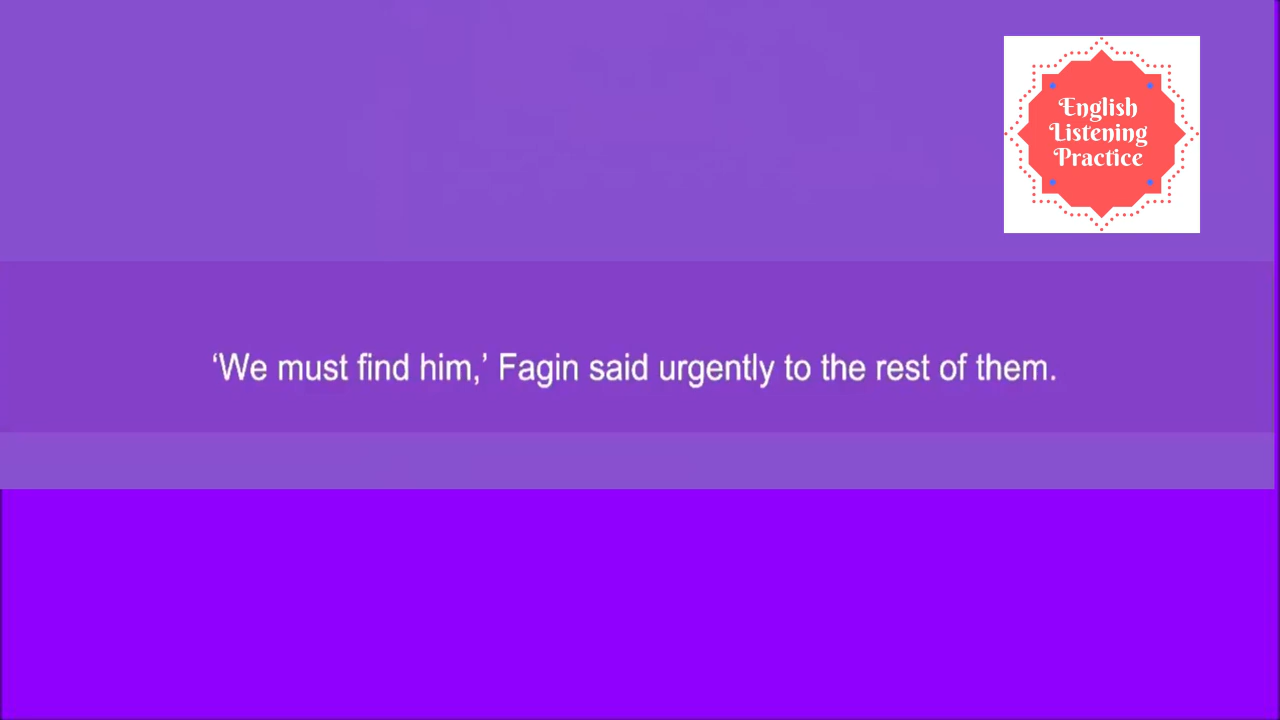 English
Listening
Practice
‘We must find him,’ Fagin said urgently to the rest of them.